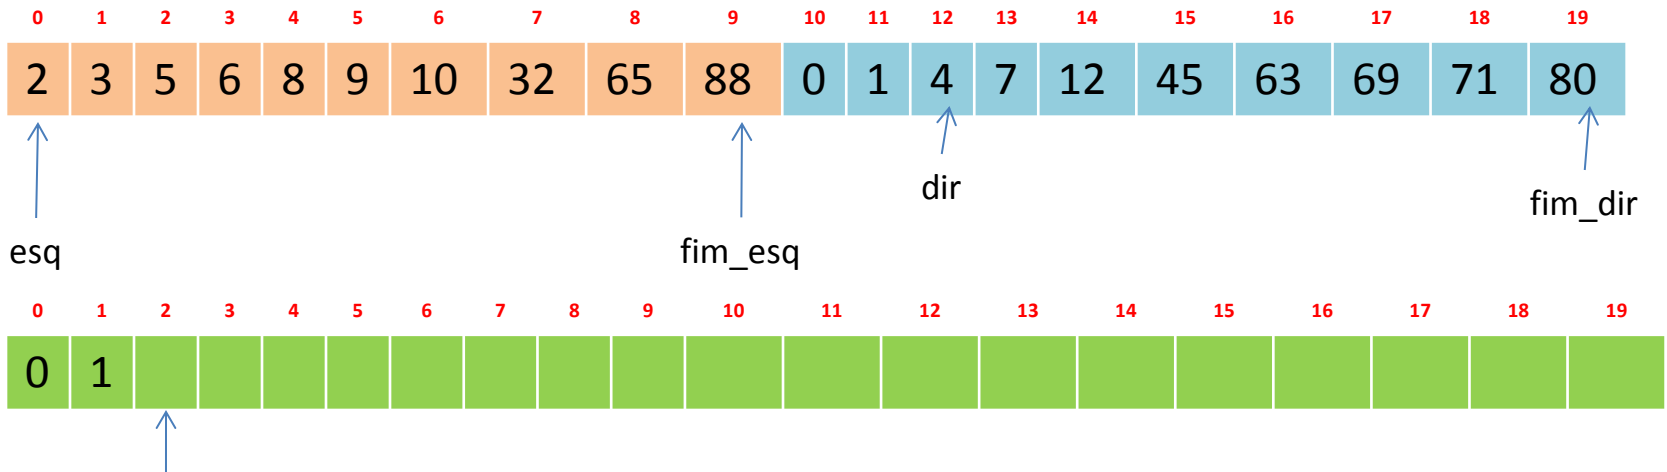 0 1 2 3 4 5 6 7 8 9 10 11 12 13 14 15 16 17 18 19
2 3 5 6 8 9 10 32 65 88 0 1 4 7 12 45 63 69 71 80
dir
fim_dir
esq fim_esq
0 1 2 3 4 5 6 7 8 9 10 11 12 13 14 15 16 17 18 19
0 1